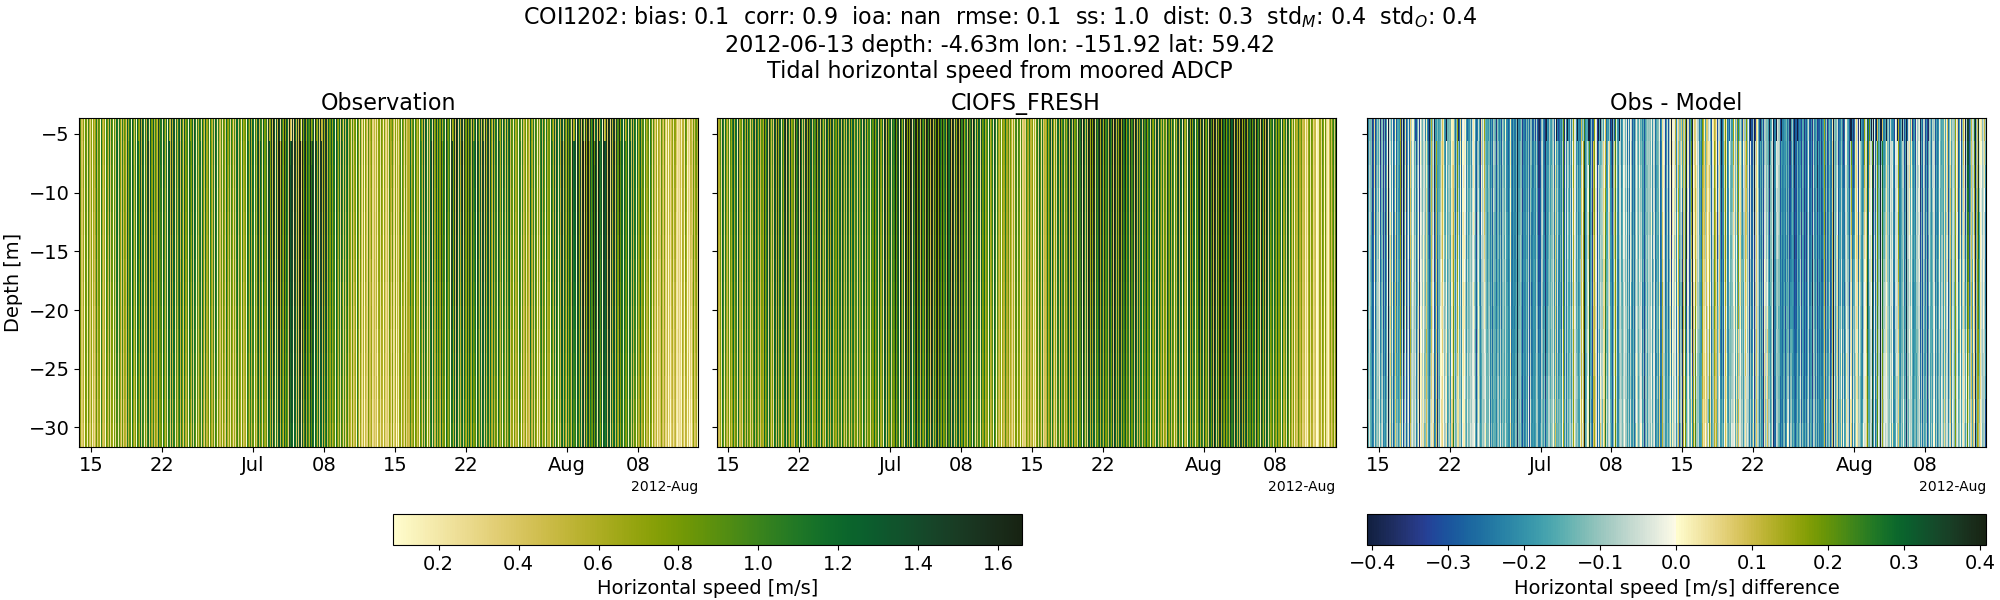 COI1202: bias: 0.1  corr: 0.9  ioa: nan  rmse: 0.1  ss: 1.0  dist: 0.3  std_M: 0.4  std_O: 0.4
2012-06-13 depth: -4.63m lon: -151.92 lat: 59.42
Tidal horizontal speed from moored ADCP
Observation
CIOFS_FRESH
Obs - Model
Depth [m]
−5
−10
−15
−20
−25
−30
15 22 Jul 08 15 22 Aug 08
2012-Aug
15 22 Jul 08 15 22 Aug 08
2012-Aug
15 22 Jul 08 15 22 Aug 08
2012-Aug
0.2 0.4 0.6 0.8 1.0 1.2 1.4 1.6
Horizontal speed [m/s]
−0.4 −0.3 −0.2 −0.1 0.0 0.1 0.2 0.3 0.4
Horizontal speed [m/s] difference